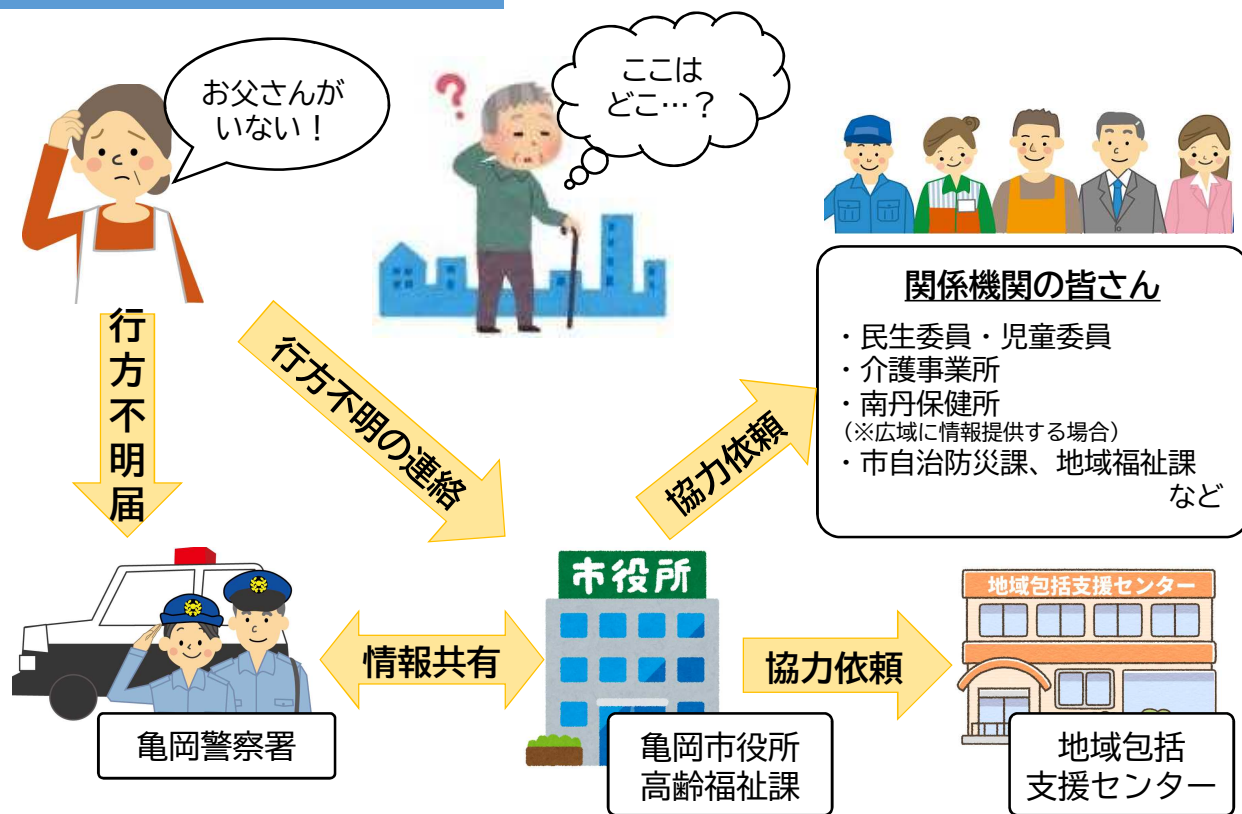 お父さんが
いない！
？
ここは
どこ…？
関係機関の皆さん
・民生委員・児童委員
・介護事業所
・南丹保健所
（※広域に情報提供する場合）
・市自治防災課、地域福祉課
など
行方不明届
行方不明の連絡
協力依頼
市役所
地域包括支援センター
情報共有
協力依頼
亀岡警察署
亀岡市役所
高齢福祉課
地域包括
支援センター